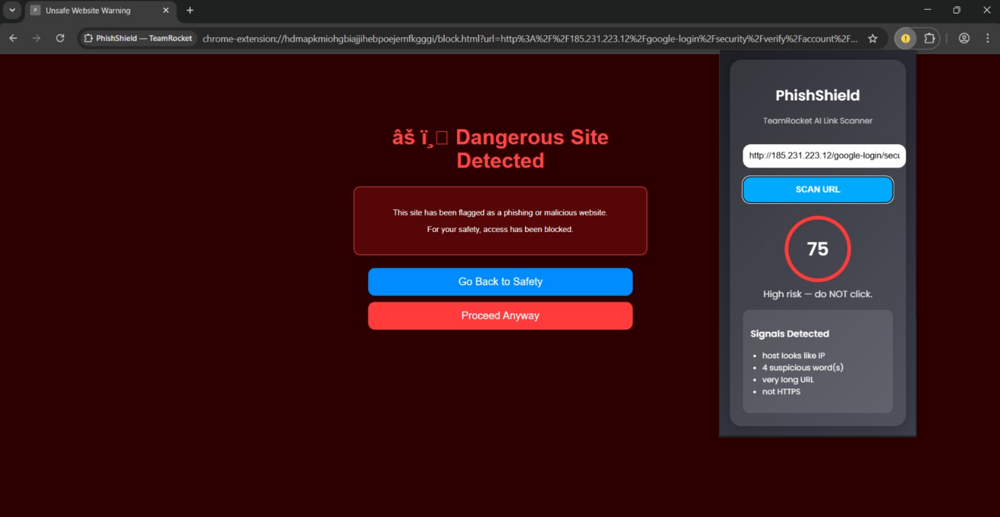 P Unsafe Website Warning
PhishShield — TeamRocket chrome-extension://hdmapkmiohgbiajjihebpoejemfkgggi/block.html?url=http%3A%2F%2F185.231.223.12%2Fgoogle-login%2Fsecurity%2Fverify%2Faccount%2F...
âš ï¸□ Dangerous Site
Detected
This site has been flagged as a phishing or malicious website.
For your safety, access has been blocked.
Go Back to Safety
Proceed Anyway
PhishShield
TeamRocket AI Link Scanner
http://185.231.223.12/google-login/secu
SCAN URL
75
High risk — do NOT click.
Signals Detected
• host looks like IP
• 4 suspicious word(s)
• very long URL
• not HTTPS